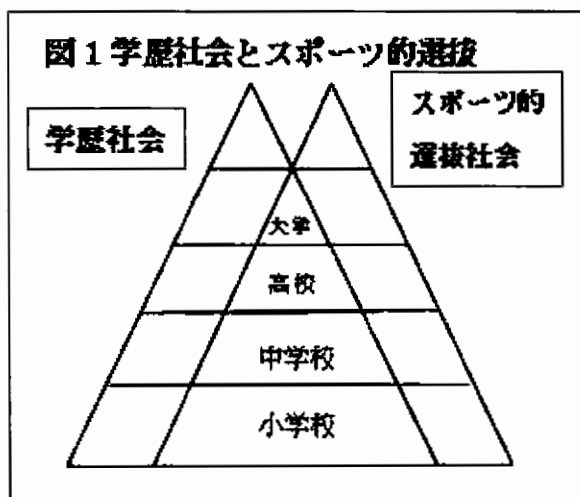 図1学歴社会とスポーツ的選抜
学歴社会
スポーツ的
選抜社会
大学
高校
中学校
小学校